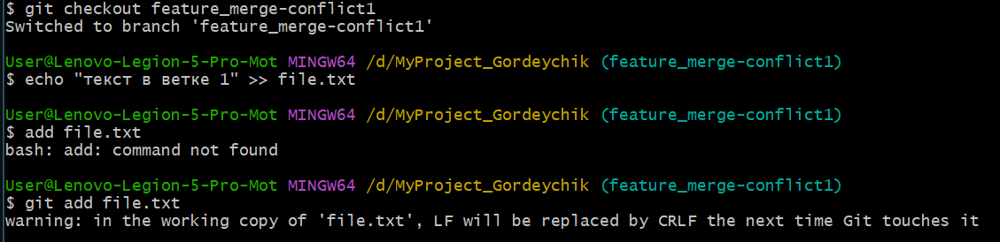 $ git checkout feature_merge-conflict1
Switched to branch 'feature_merge-conflict1'
User@Lenovo-Legion-5-Pro-Mot MINGW64 /d/MyProject_Gordeychik (feature_merge-conflict1)
$ echo "текст в ветке 1" >> file.txt
User@Lenovo-Legion-5-Pro-Mot MINGW64 /d/MyProject_Gordeychik (feature_merge-conflict1)
$ add file.txt
bash: add: command not found
User@Lenovo-Legion-5-Pro-Mot MINGW64 /d/MyProject_Gordeychik (feature_merge-conflict1)
$ git add file.txt
warning: in the working copy of 'file.txt', LF will be replaced by CRLF the next time Git touches it